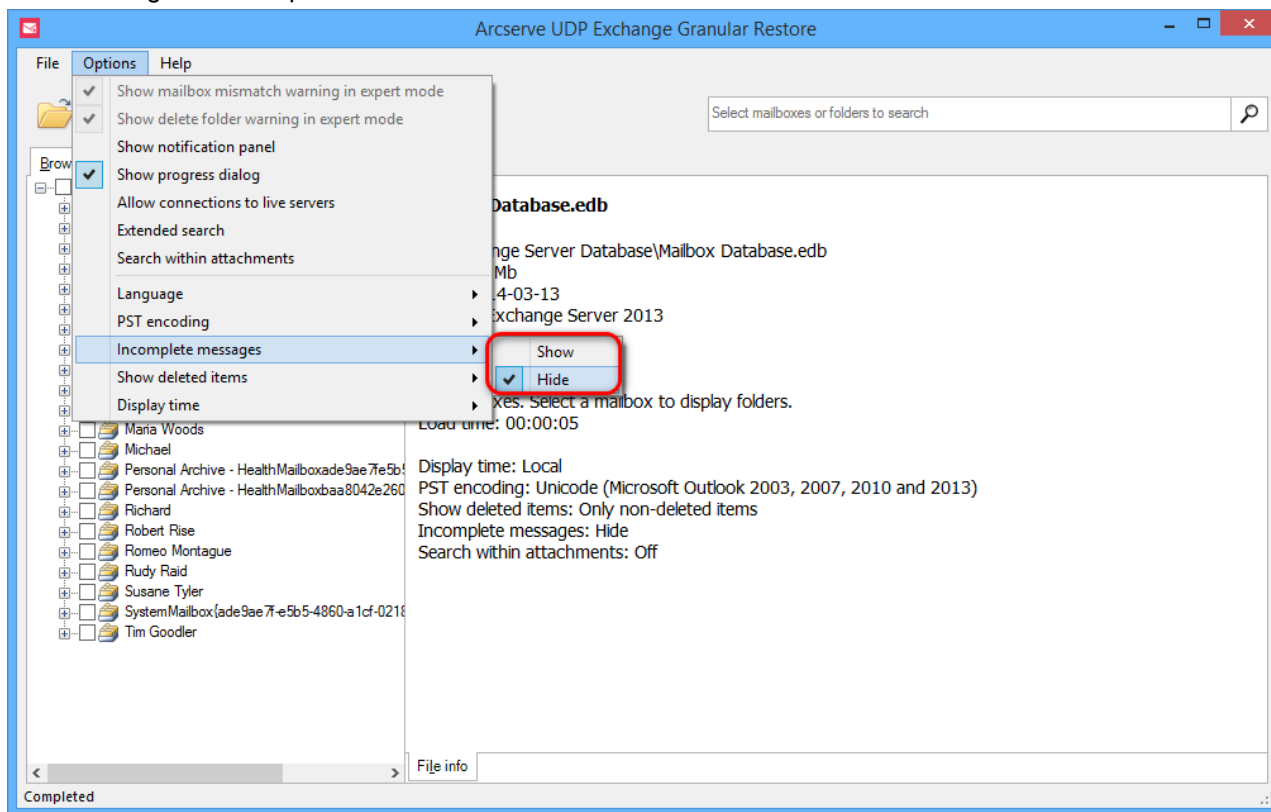 Arcserve UDP Exchange Granular Restore
File Options Help
Show mailbox mismatch warning in expert mode
Show delete folder warning in expert mode
Show notification panel
Show progress dialog
Allow connections to live servers
Extended search
Search within attachments
Language
PST encoding
Incomplete messages
Show deleted items
Display time
Show
Hide
Select mailboxes or folders to search
Brow
Database.edb
nge Server Database\Mailbox Database.edb
Mb
4-03-13
Exchange Server 2013
xes. Select a mailbox to display folders.
Load time: 00:00:05
Display time: Local
PST encoding: Unicode (Microsoft Outlook 2003, 2007, 2010 and 2013)
Show deleted items: Only non-deleted items
Incomplete messages: Hide
Search within attachments: Off
Maria Woods
Michael
Personal Archive - HealthMailboxade9ae7fe5b5
Personal Archive - HealthMailboxbaa8042e260
Richard
Robert Rise
Romeo Montague
Rudy Raid
Susane Tyler
SystemMailbox{ade9ae7f-e5b5-4860-a1cf-0218
Tim Goodler
File info
Completed